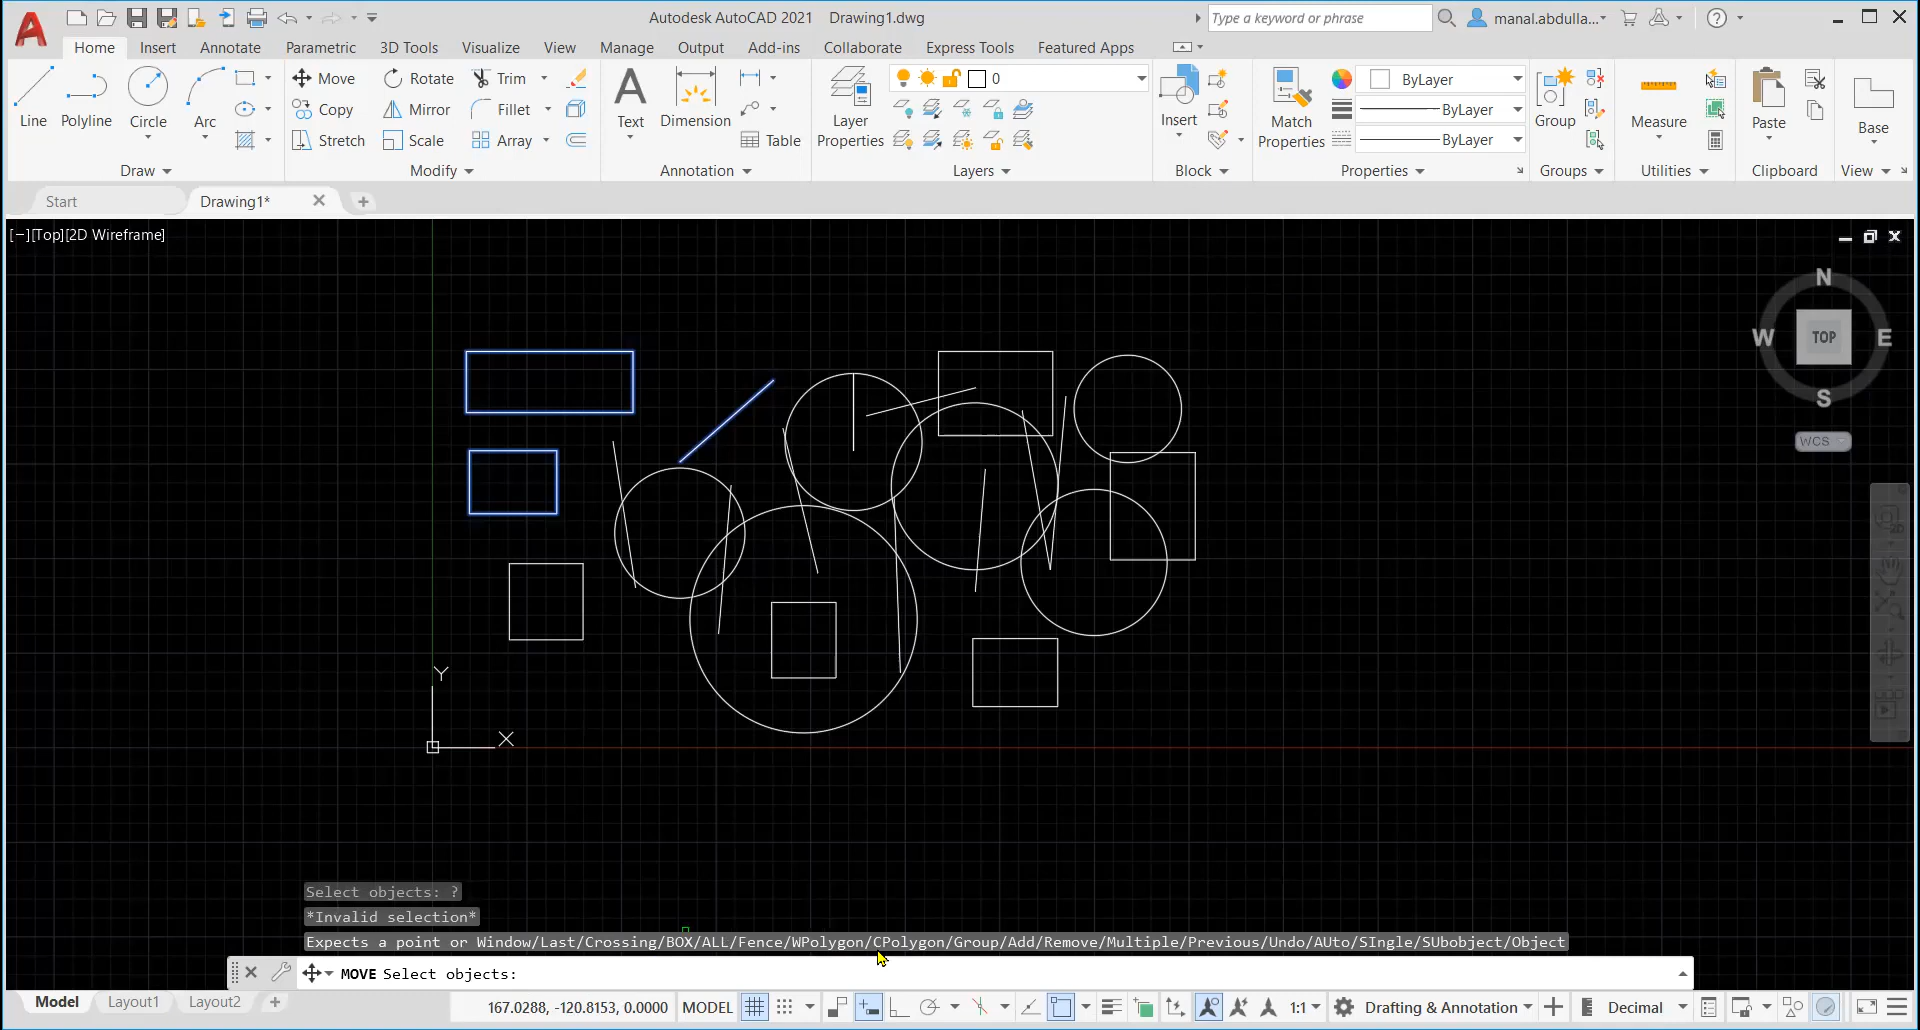 Autodesk AutoCAD 2021 Drawing1.dwg
Type a keyword or phrase
manal.abdulla...
Home Insert Annotate Parametric 3D Tools Visualize View Manage Output Add-ins Collaborate Express Tools Featured Apps
Line Polyline Circle Arc
Move Rotate Trim
Copy Mirror Fillet
Stretch Scale Array
Text Dimension Table
Layer Properties
0
Insert
Match Properties
ByLayer
ByLayer
ByLayer
Group
Measure
Paste
Base
Draw Modify Annotation Layers Block Properties Groups Utilities Clipboard View
Start Drawing1*
[−][Top][2D Wireframe]
N
W TOP E
S
WCS
Y
X
Select objects: ?
*Invalid selection*
Expects a point or Window/Last/Crossing/BOX/ALL/Fence/WPolygon/CPolygon/Group/Add/Remove/Multiple/Previous/Undo/AUto/SIngle/SUbobject/Object
MOVE Select objects:
Model Layout1 Layout2
167.0288, -120.8153, 0.0000 MODEL 1:1 Drafting & Annotation Decimal